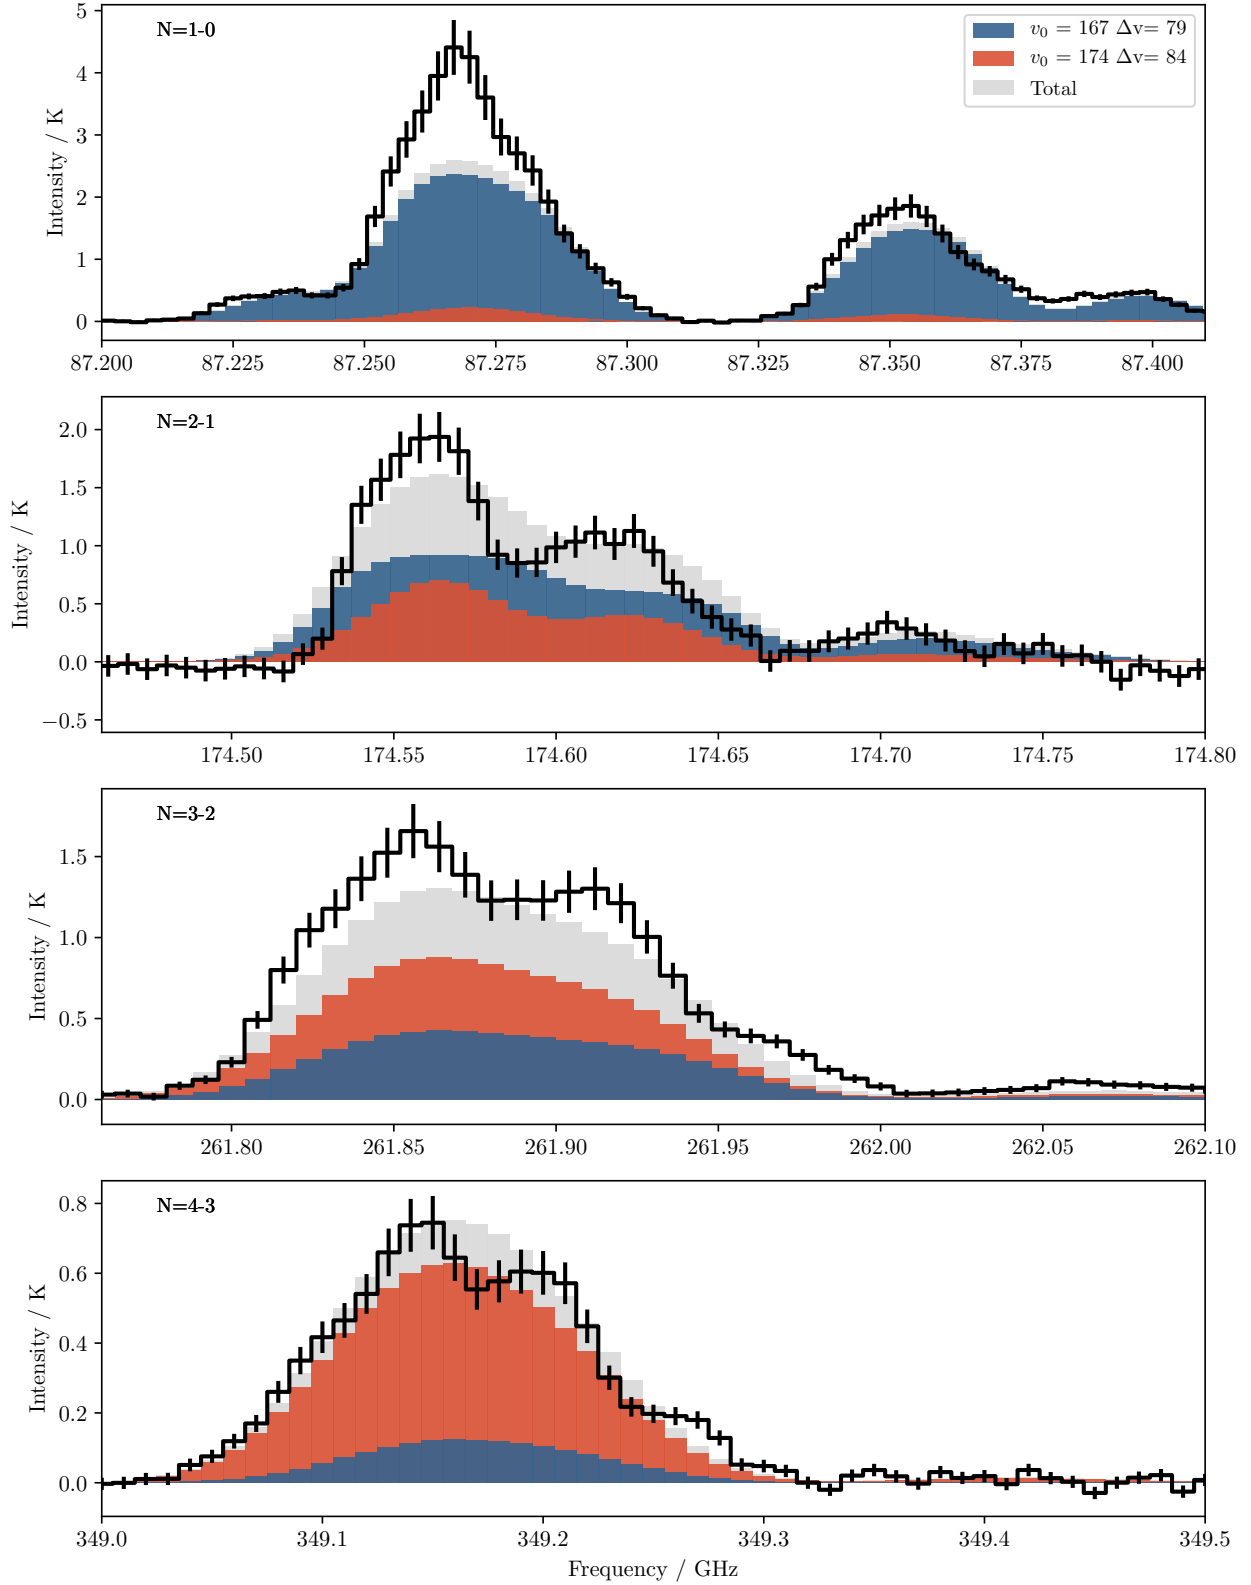 N=1-0
v₀ = 167 Δv= 79
v₀ = 174 Δv= 84
Total
Intensity / K
5
4
3
2
1
0
87.200 87.225 87.250 87.275 87.300 87.325 87.350 87.375 87.400
N=2-1
Intensity / K
2.0
1.5
1.0
0.5
0.0
−0.5
174.50 174.55 174.60 174.65 174.70 174.75 174.80
N=3-2
Intensity / K
1.5
1.0
0.5
0.0
261.80 261.85 261.90 261.95 262.00 262.05 262.10
N=4-3
Intensity / K
0.8
0.6
0.4
0.2
0.0
349.0 349.1 349.2 349.3 349.4 349.5
Frequency / GHz